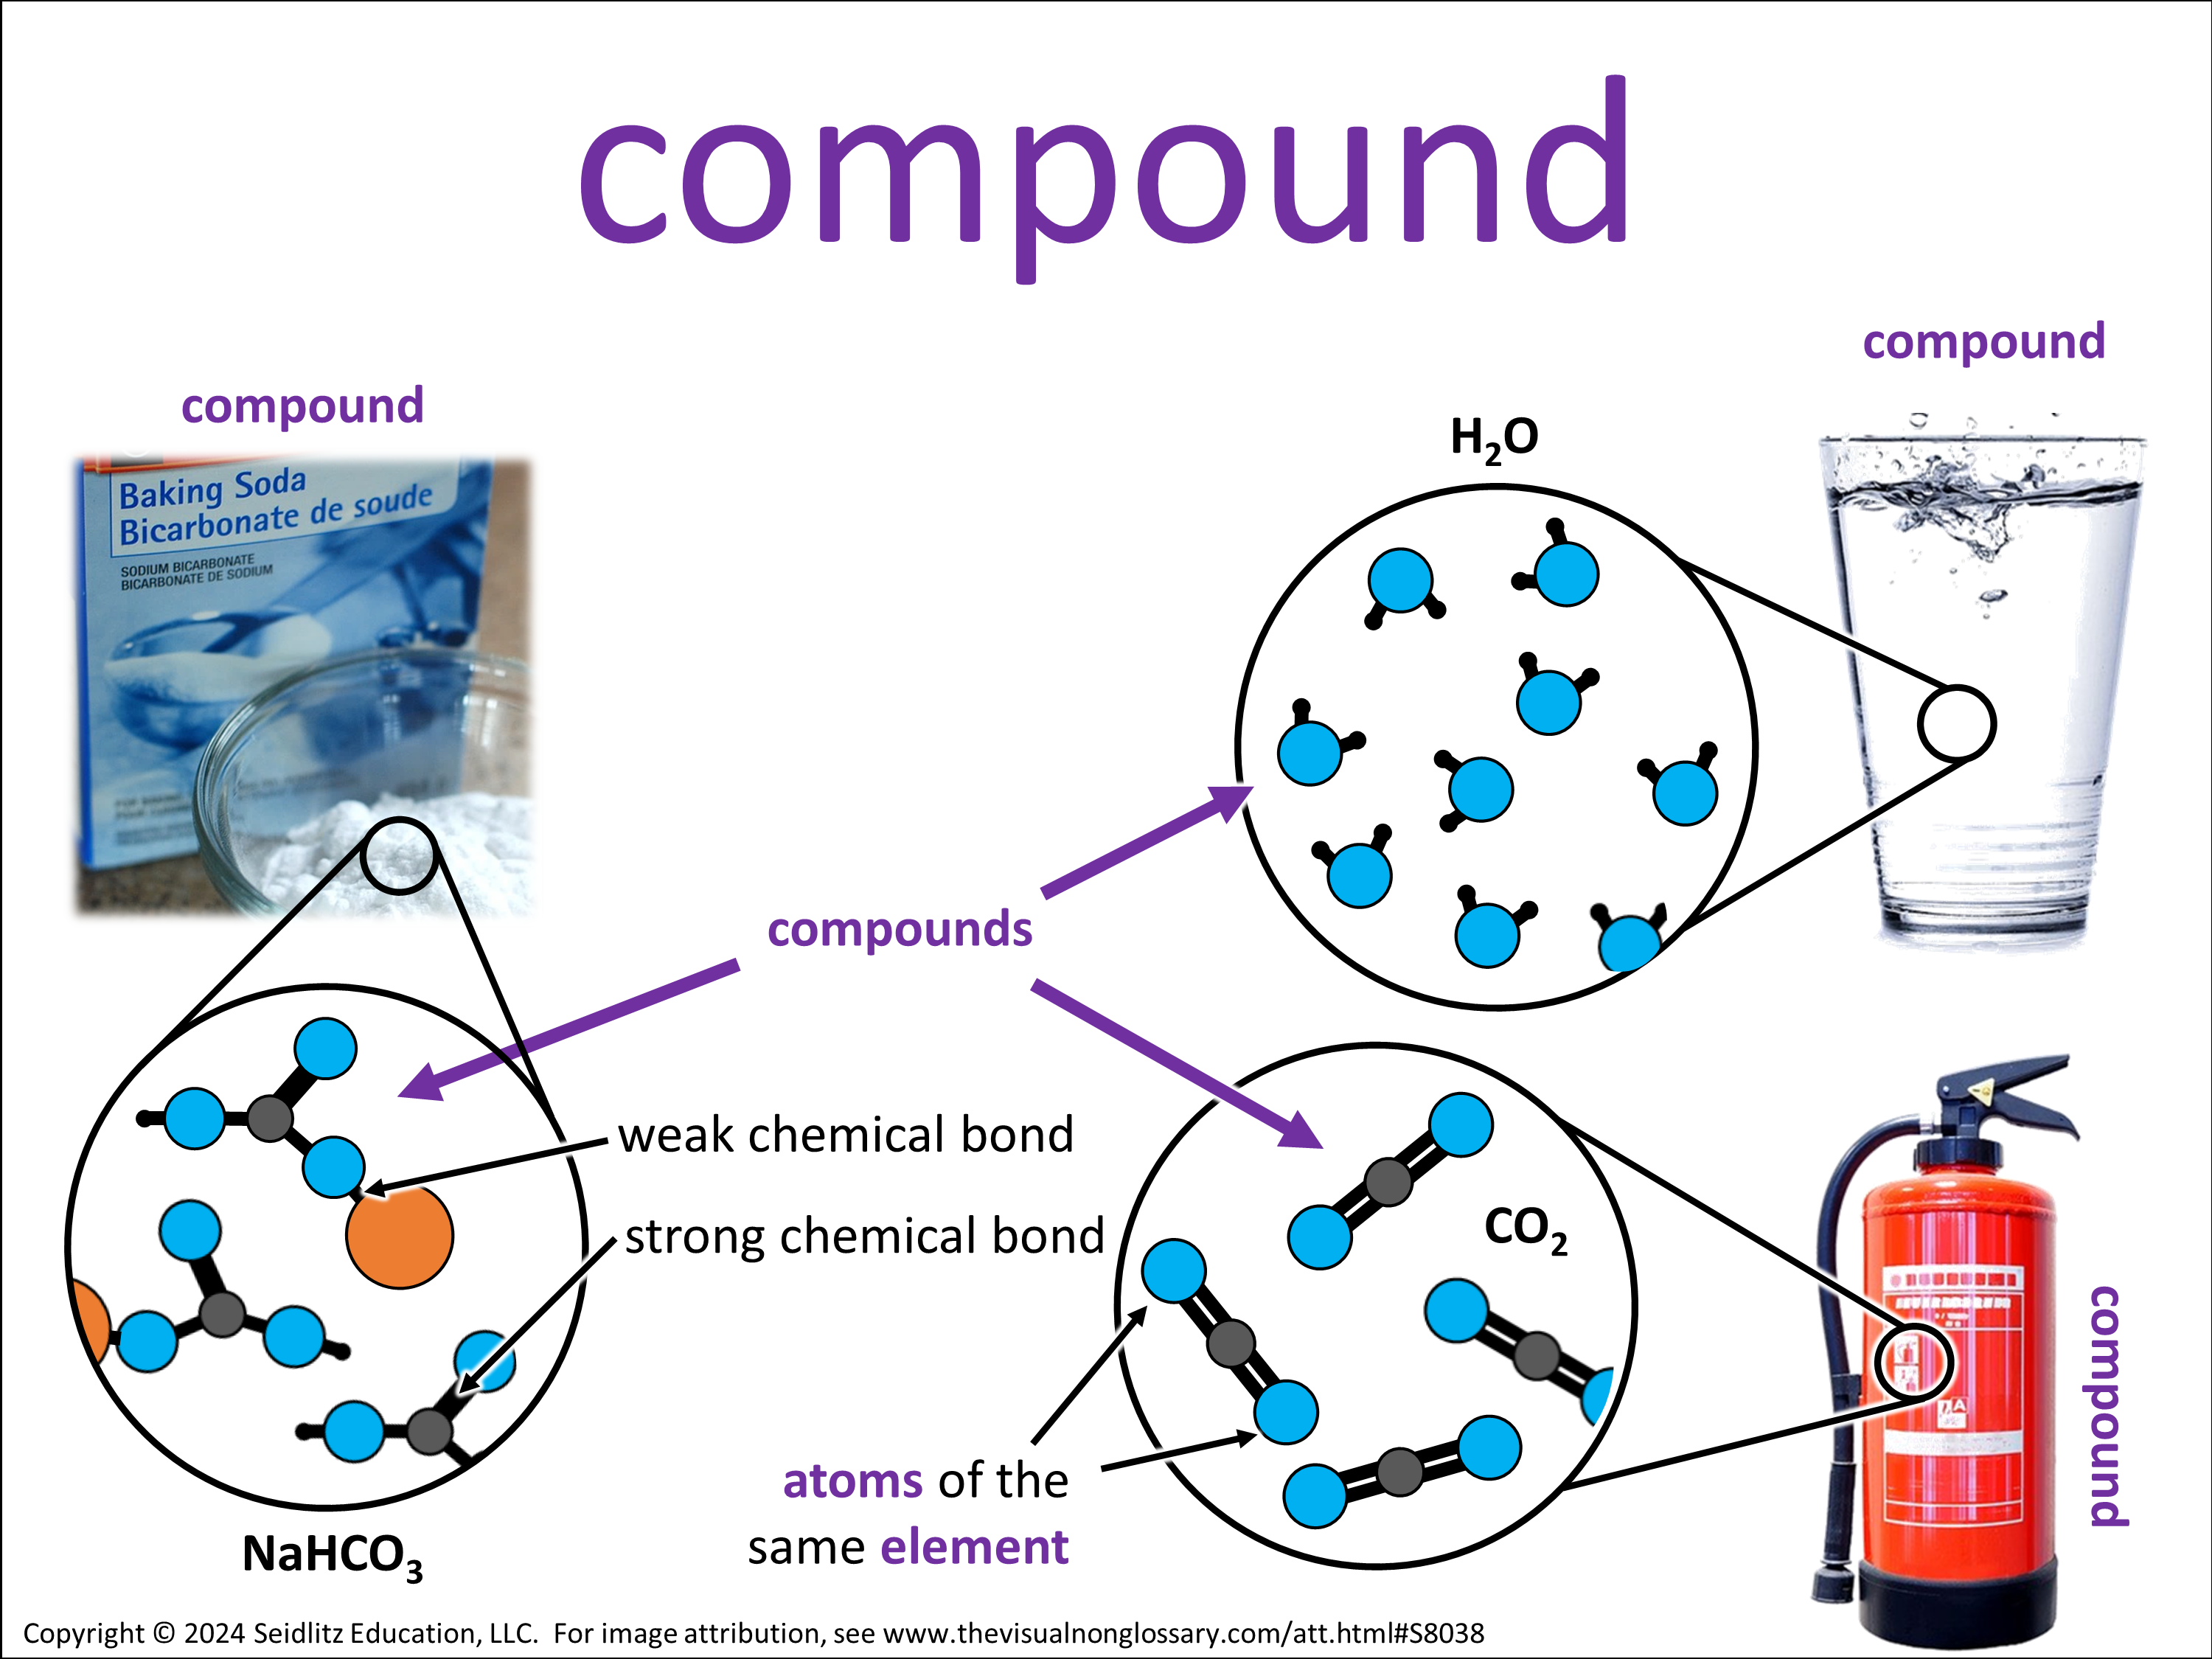 compound
compound
compound
Baking Soda
Bicarbonate de soude
SODIUM BICARBONATE
BICARBONATE DE SODIUM
H₂O
compounds
weak chemical bond
strong chemical bond
CO₂
compound
atoms of the
same element
NaHCO₃
Copyright © 2024 Seidlitz Education, LLC.  For image attribution, see www.thevisualnonglossary.com/att.html#S8038